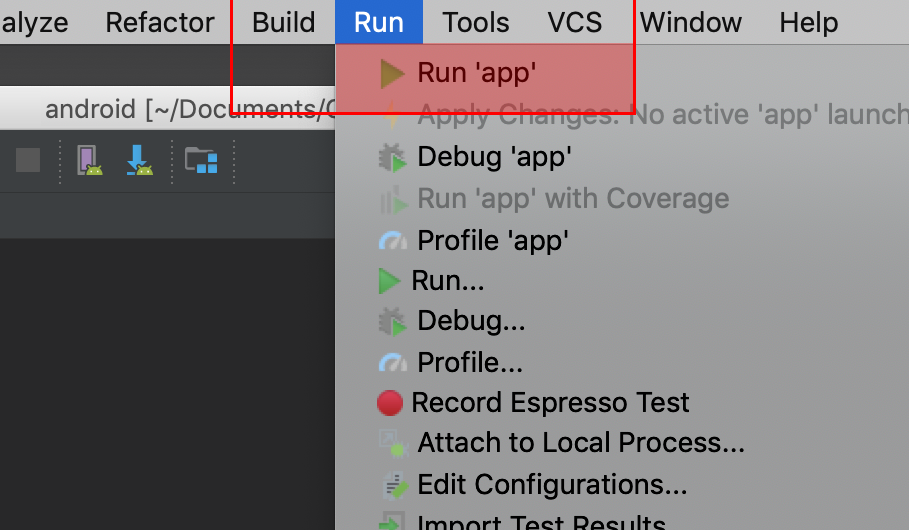 alyze Refactor Build Run Tools VCS Window Help
Run 'app'
android [~/Documents/
Apply Changes: No active 'app' launch
Debug 'app'
Run 'app' with Coverage
Profile 'app'
Run...
Debug...
Profile...
Record Espresso Test
Attach to Local Process...
Edit Configurations...
Import Test Results